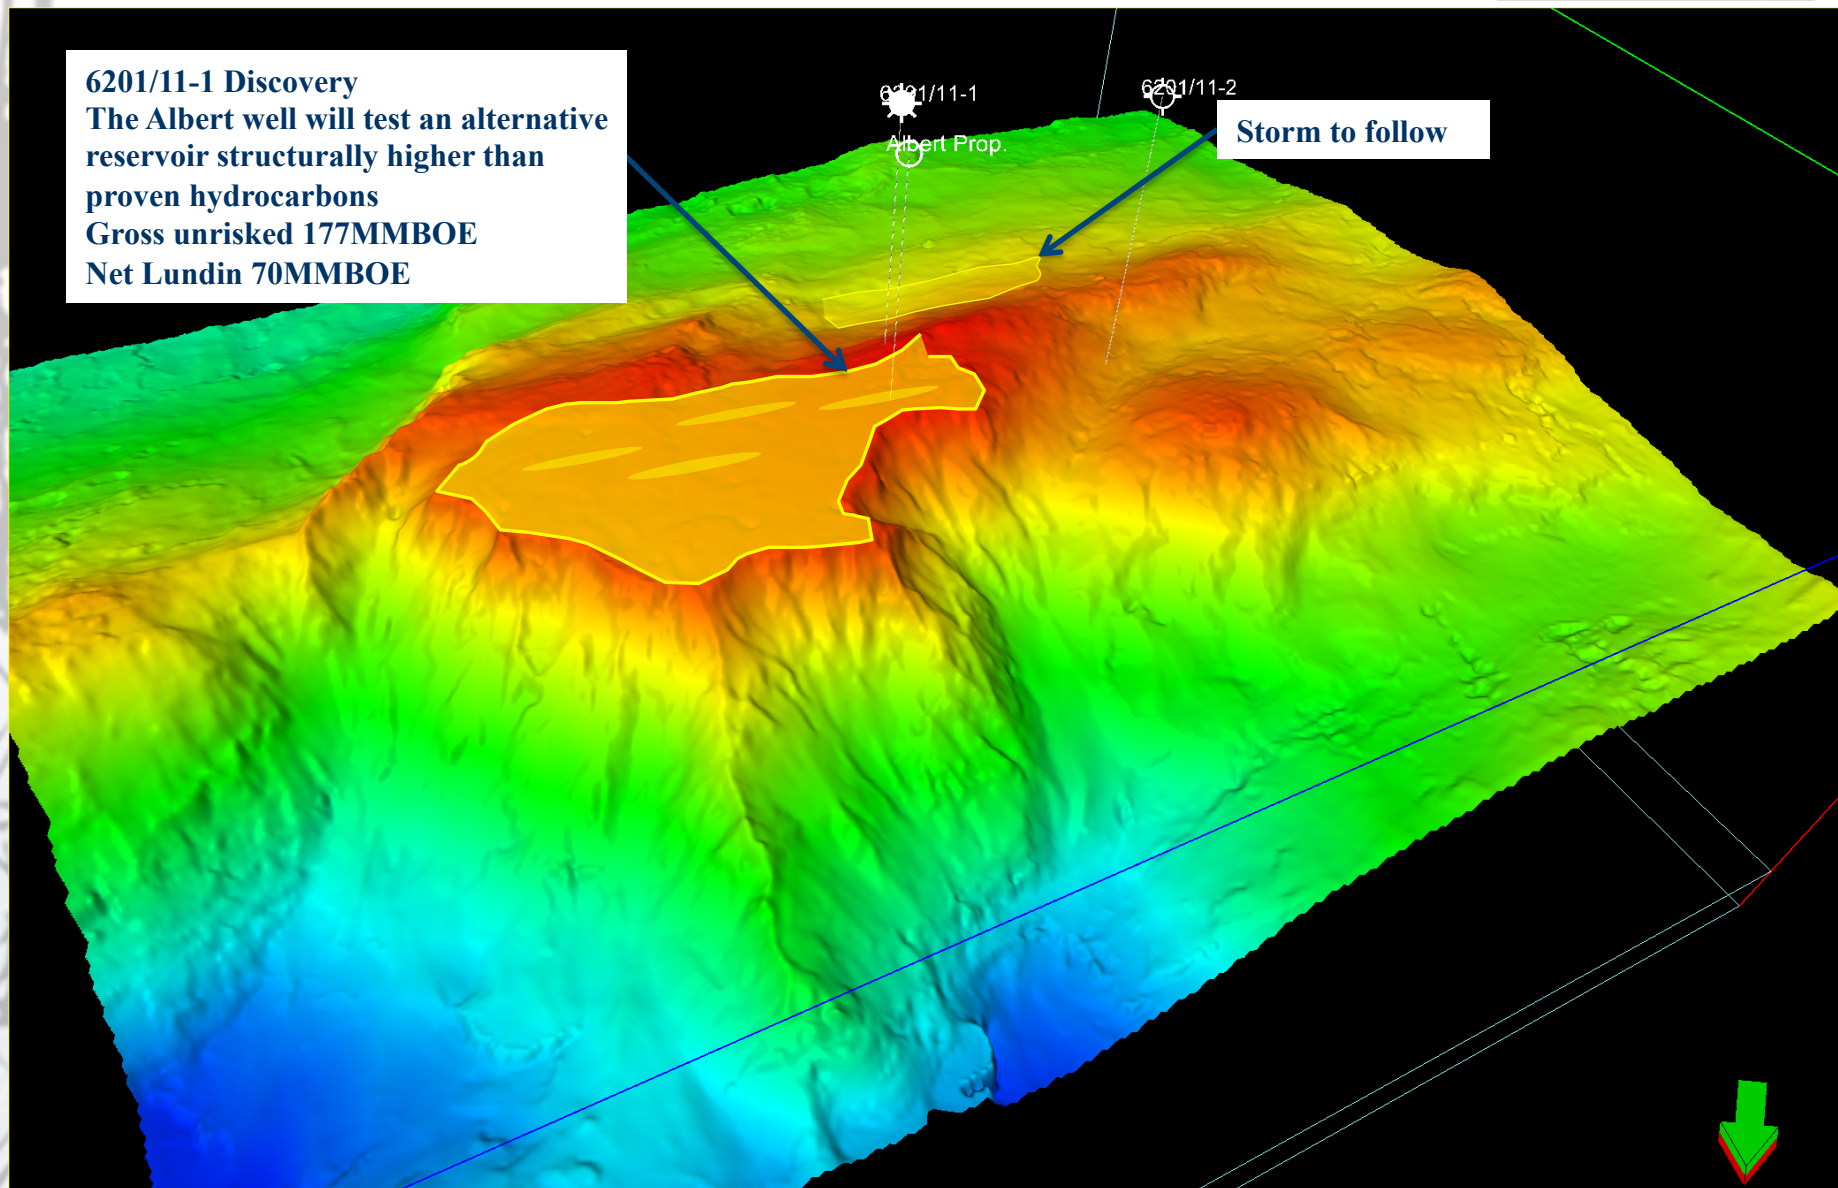 6201/11-1 Discovery
The Albert well will test an alternative
reservoir structurally higher than
proven hydrocarbons
Gross unrisked 177MMBOE
Net Lundin 70MMBOE
6201/11-1
Albert Prop.
6201/11-2
Storm to follow